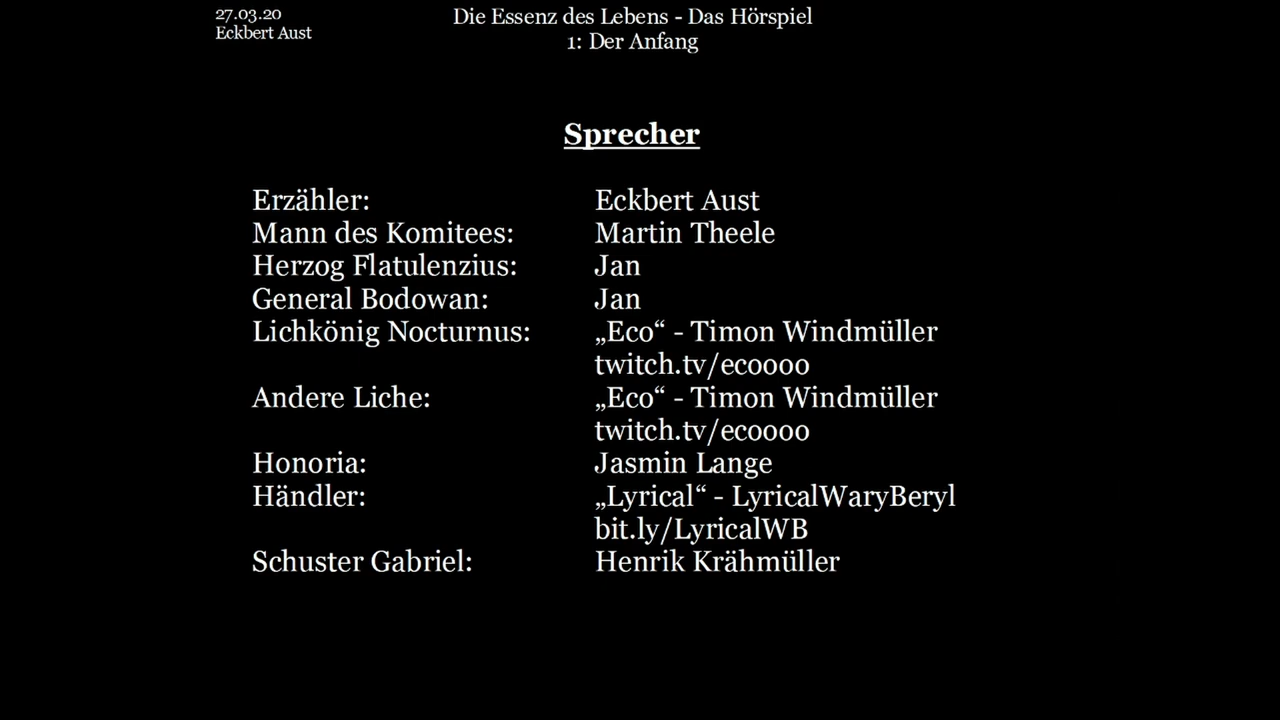 27.03.20
Eckbert Aust
Die Essenz des Lebens - Das Hörspiel
1: Der Anfang
Sprecher
Erzähler: Eckbert Aust
Mann des Komitees: Martin Theele
Herzog Flatulenzius: Jan
General Bodowan: Jan
Lichkönig Nocturnus: „Eco“ - Timon Windmüller
twitch.tv/ecoooo
Andere Liche: „Eco“ - Timon Windmüller
twitch.tv/ecoooo
Honoria: Jasmin Lange
Händler: „Lyrical“ - LyricalWaryBeryl
bit.ly/LyricalWB
Schuster Gabriel: Henrik Krähmüller